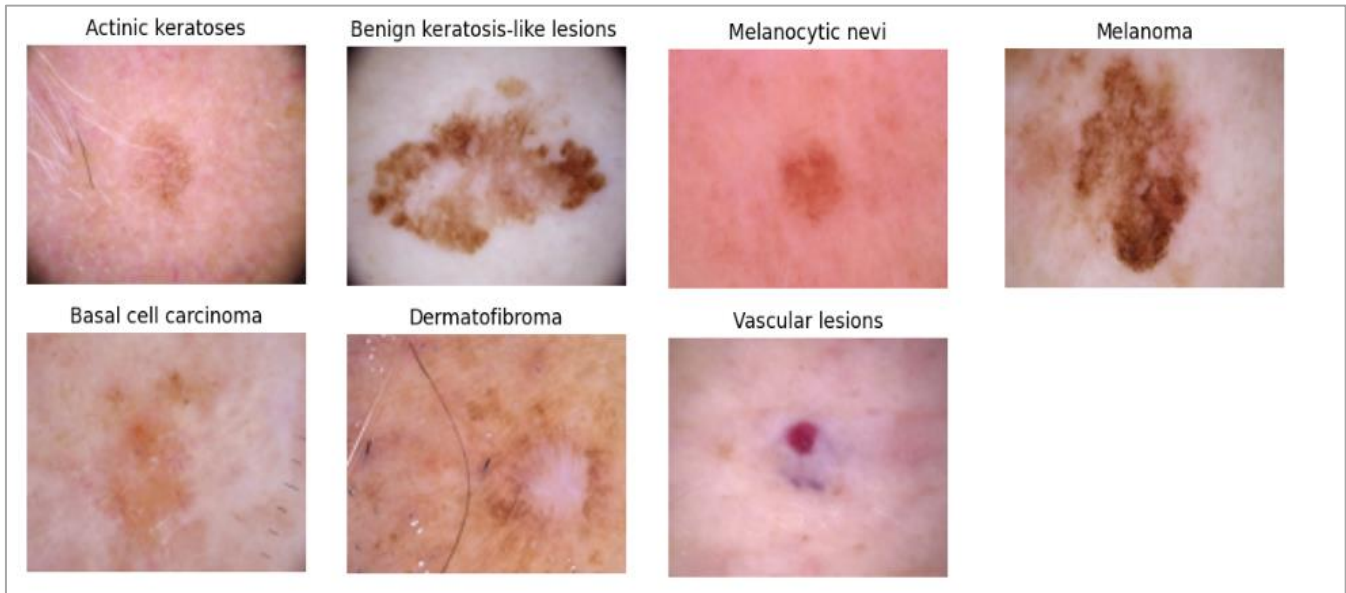 Actinic keratoses
Benign keratosis-like lesions
Melanocytic nevi
Melanoma
Basal cell carcinoma
Dermatofibroma
Vascular lesions